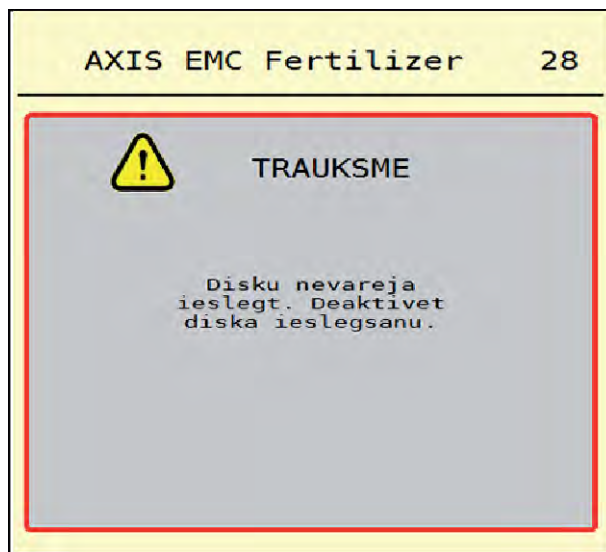 AXIS EMC Fertilizer 28
TRAUKSME
Disku nevareja
ieslegt. Deaktivet
diska ieslegsanu.